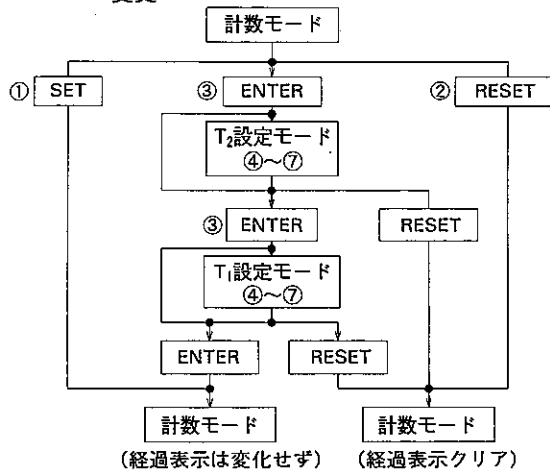 計数モード
① SET
③ ENTER
② RESET
T₂設定モード
④～⑦
③ ENTER
RESET
T₁設定モード
④～⑦
ENTER
RESET
計数モード
計数モード
(経過表示は変化せず)
(経過表示クリア)